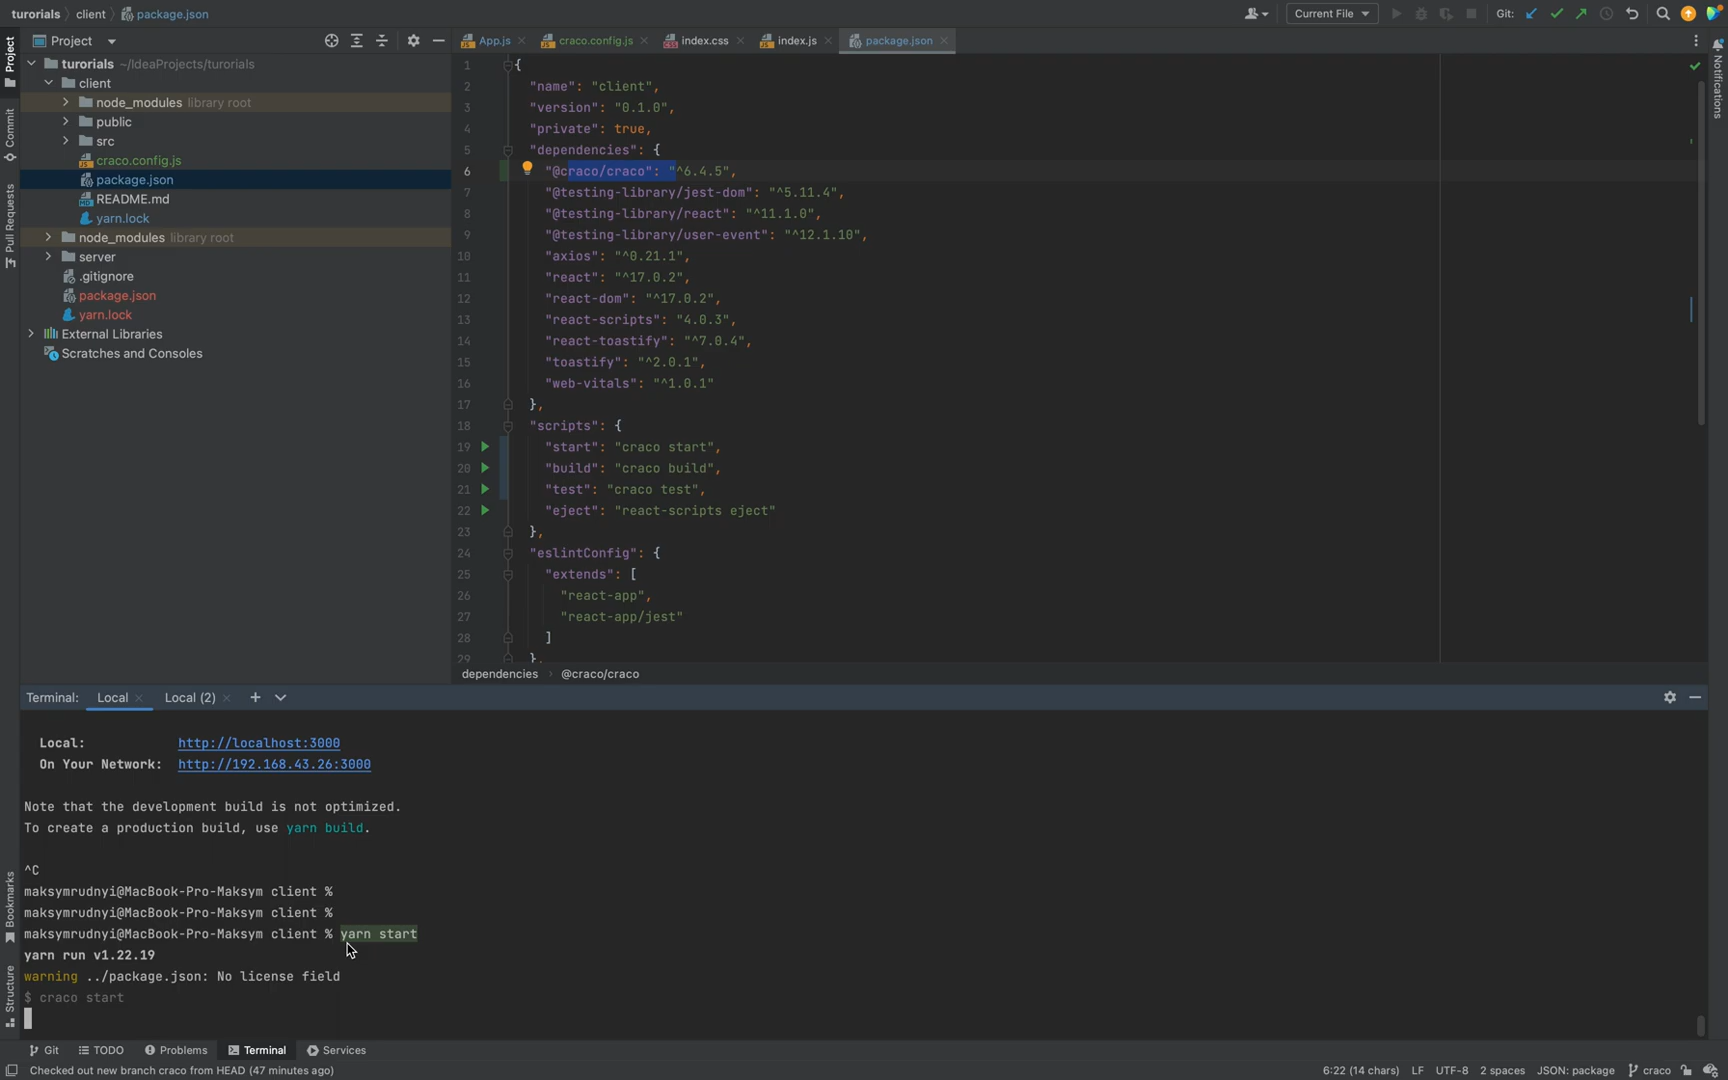 turorials client package.json
Current File
Git:
Project
App.js craco.config.js index.css index.js package.json
turorials ~/IdeaProjects/turorials
client
node_modules library root
public
src
craco.config.js
package.json
README.md
yarn.lock
node_modules library root
server
.gitignore
package.json
yarn.lock
External Libraries
Scratches and Consoles
Project
Commit
Pull Requests
Bookmarks
Structure
Notifications
1 {
2 "name": "client",
3 "version": "0.1.0",
4 "private": true,
5 "dependencies": {
6 "@craco/craco": "^6.4.5",
7 "@testing-library/jest-dom": "^5.11.4",
8 "@testing-library/react": "^11.1.0",
9 "@testing-library/user-event": "^12.1.10",
10 "axios": "^0.21.1",
11 "react": "^17.0.2",
12 "react-dom": "^17.0.2",
13 "react-scripts": "4.0.3",
14 "react-toastify": "^7.0.4",
15 "toastify": "^2.0.1",
16 "web-vitals": "^1.0.1"
17 },
18 "scripts": {
19 "start": "craco start",
20 "build": "craco build",
21 "test": "craco test",
22 "eject": "react-scripts eject"
23 },
24 "eslintConfig": {
25 "extends": [
26 "react-app",
27 "react-app/jest"
28 ]
29 },
dependencies @craco/craco
Terminal: Local Local (2)
Local: http://localhost:3000
On Your Network: http://192.168.43.26:3000
Note that the development build is not optimized.
To create a production build, use yarn build.
^C
maksymrudnyi@MacBook-Pro-Maksym client %
maksymrudnyi@MacBook-Pro-Maksym client %
maksymrudnyi@MacBook-Pro-Maksym client % yarn start
yarn run v1.22.19
warning ../package.json: No license field
$ craco start
Git TODO Problems Terminal Services
Checked out new branch craco from HEAD (47 minutes ago)
6:22 (14 chars) LF UTF-8 2 spaces JSON: package craco